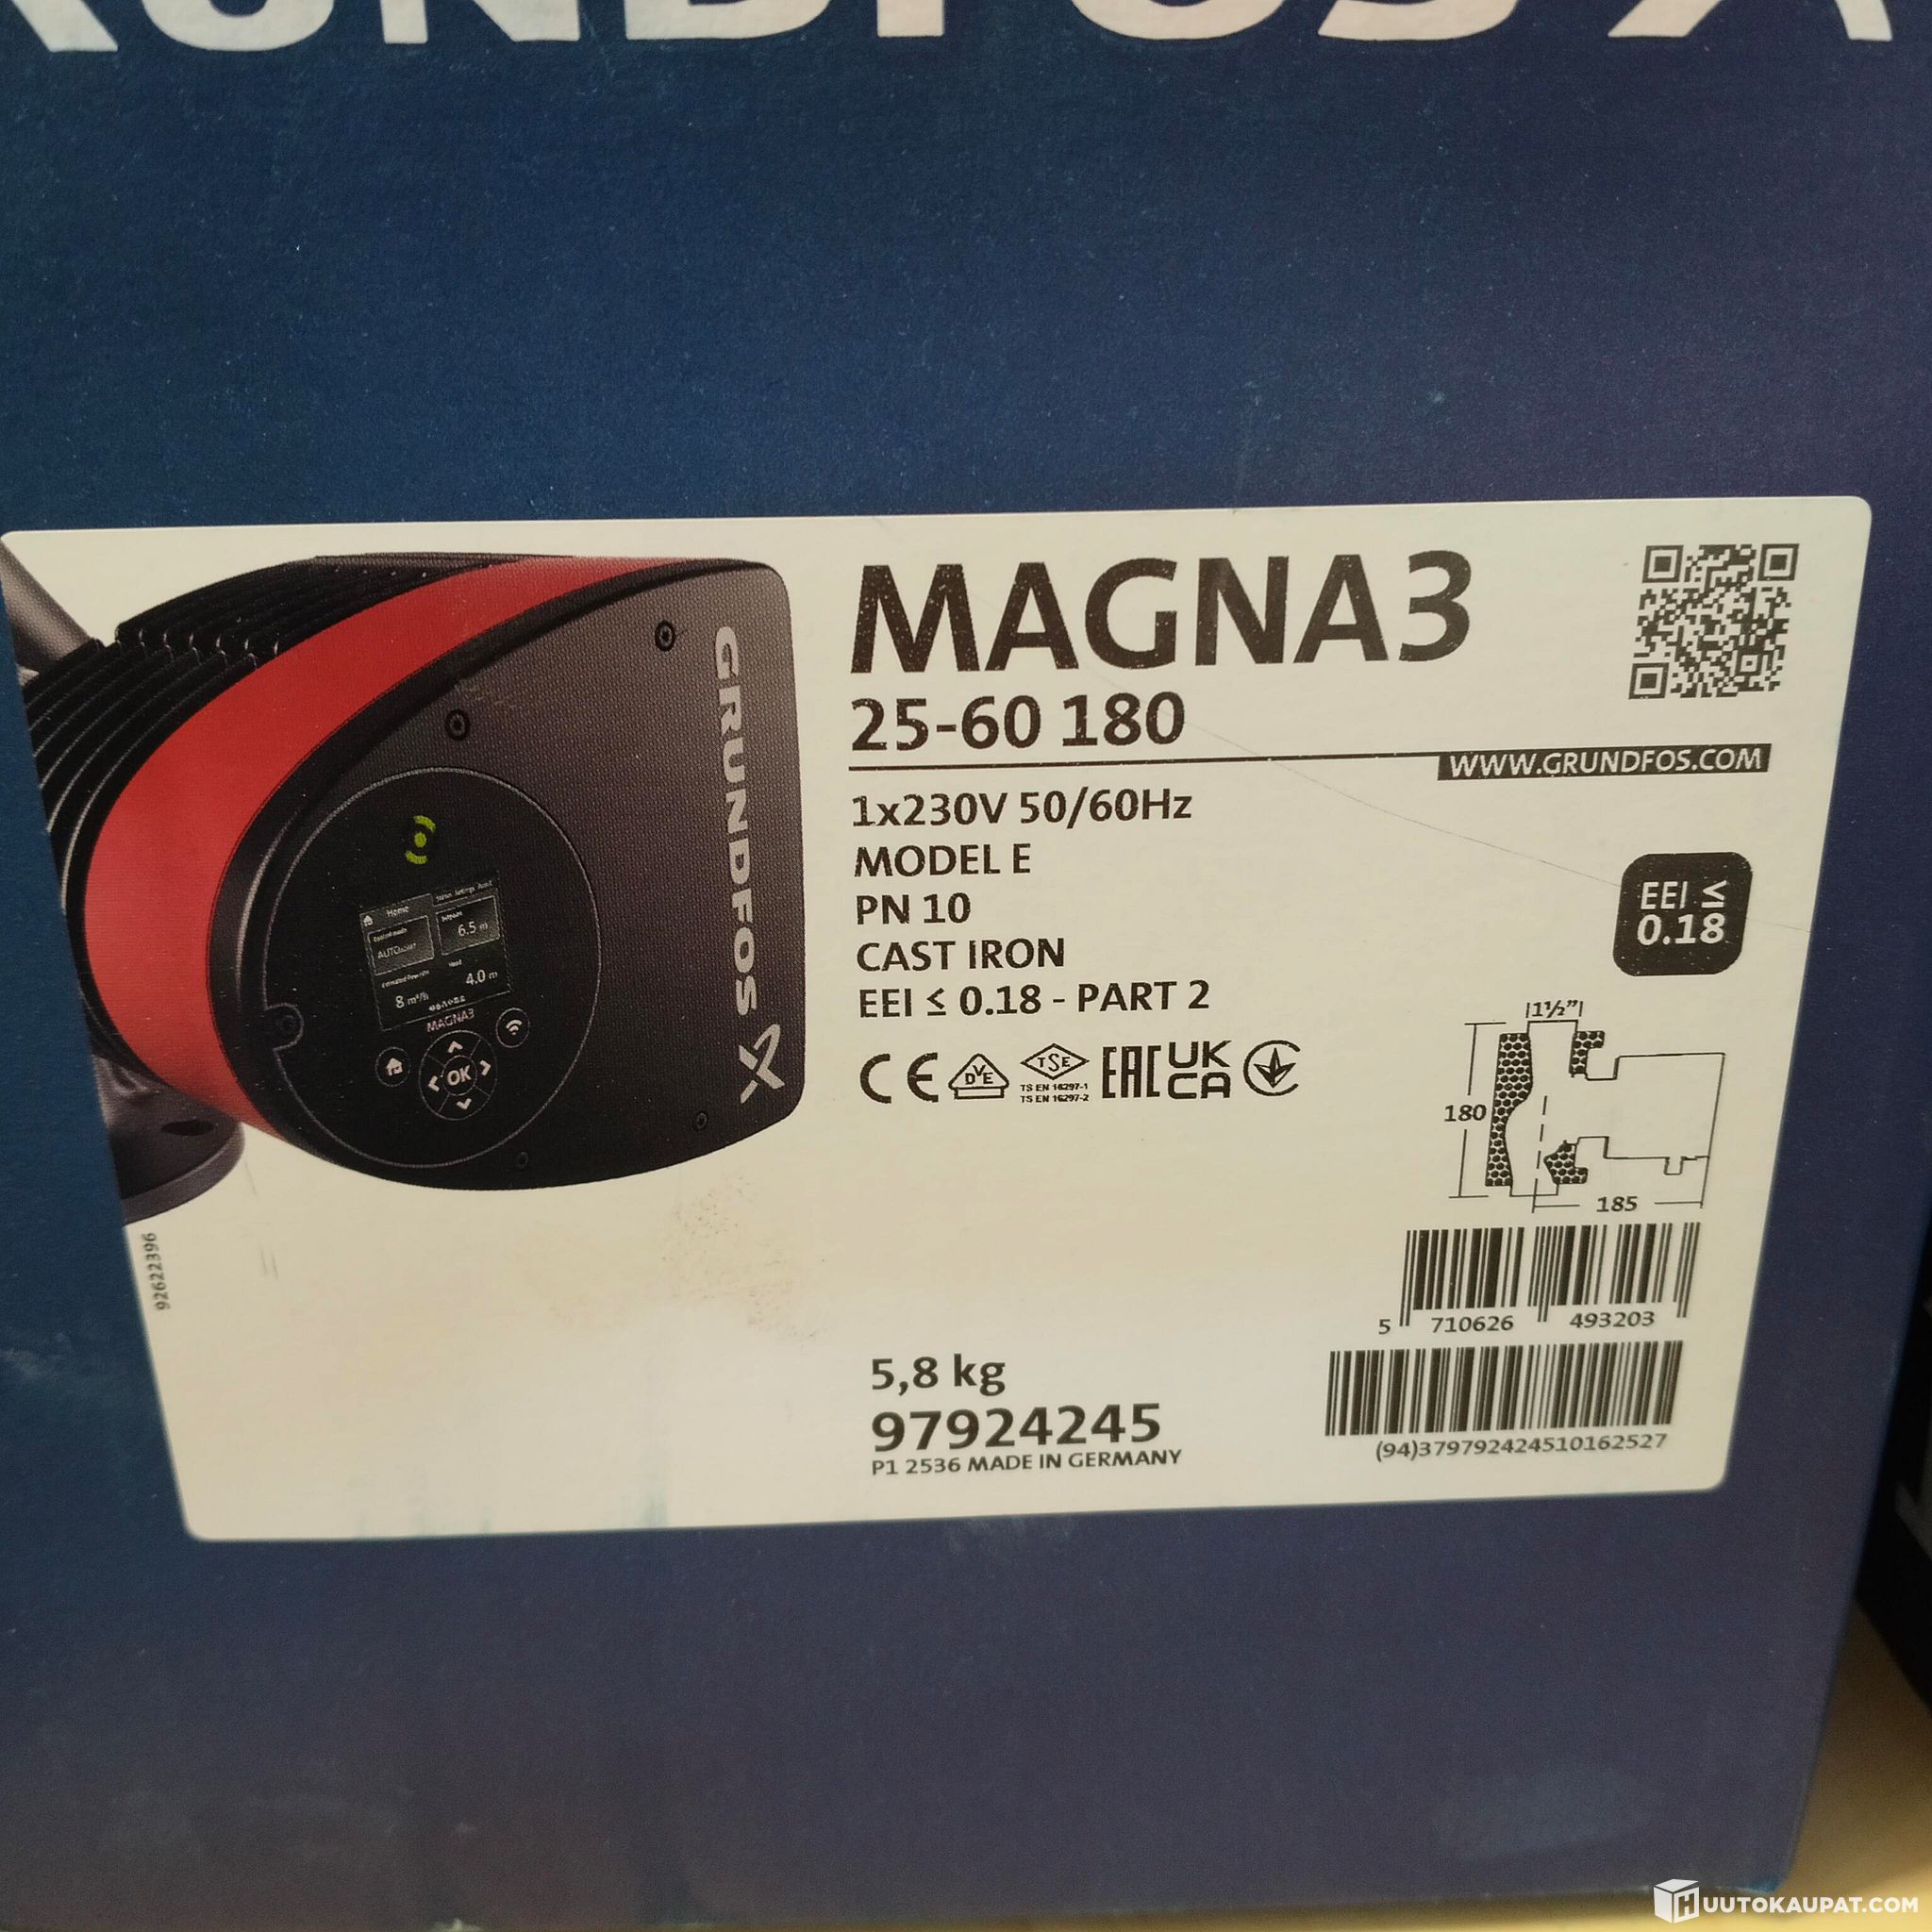 GRUNDFOS
MAGNA3
25-60 180
WWW.GRUNDFOS.COM
1x230V 50/60Hz
MODEL E
PN 10
CAST IRON
EEI ≤ 0.18 - PART 2
EEI ≤
0.18
CE
DVE
TSE
TS EN 16297-1
TS EN 16297-2
EAC
UK
CA
1½"
180
185
GRUNDFOS
Home
6.5 m
4.0 m
8 m³/h
MAGNA3
OK
92622396
5 710626 493203
5,8 kg
97924245
P1 2536 MADE IN GERMANY
(94)379792424510162527
HUUTOKAUPAT.COM